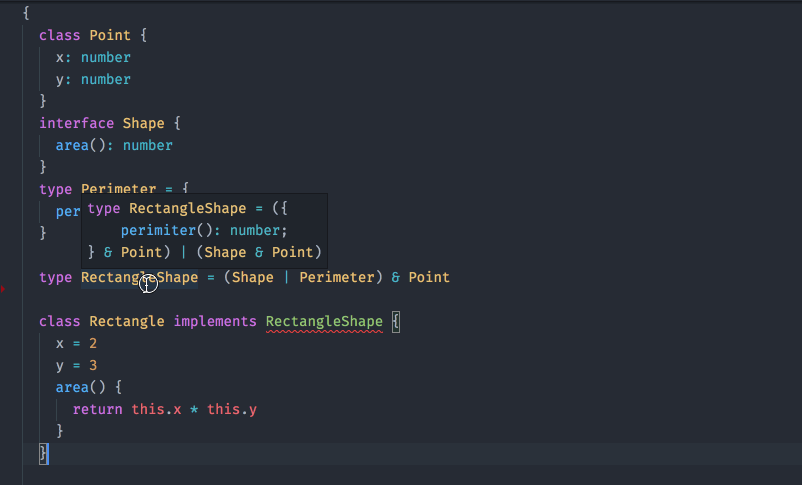 {
class Point {
x: number
y: number
}
interface Shape {
area(): number
}
type Perimeter = {
per
}
type RectangleShape = ({
perimiter(): number;
} & Point) | (Shape & Point)
type RectangleShape = (Shape | Perimeter) & Point
class Rectangle implements RectangleShape {
x = 2
y = 3
area() {
return this.x * this.y
}
}